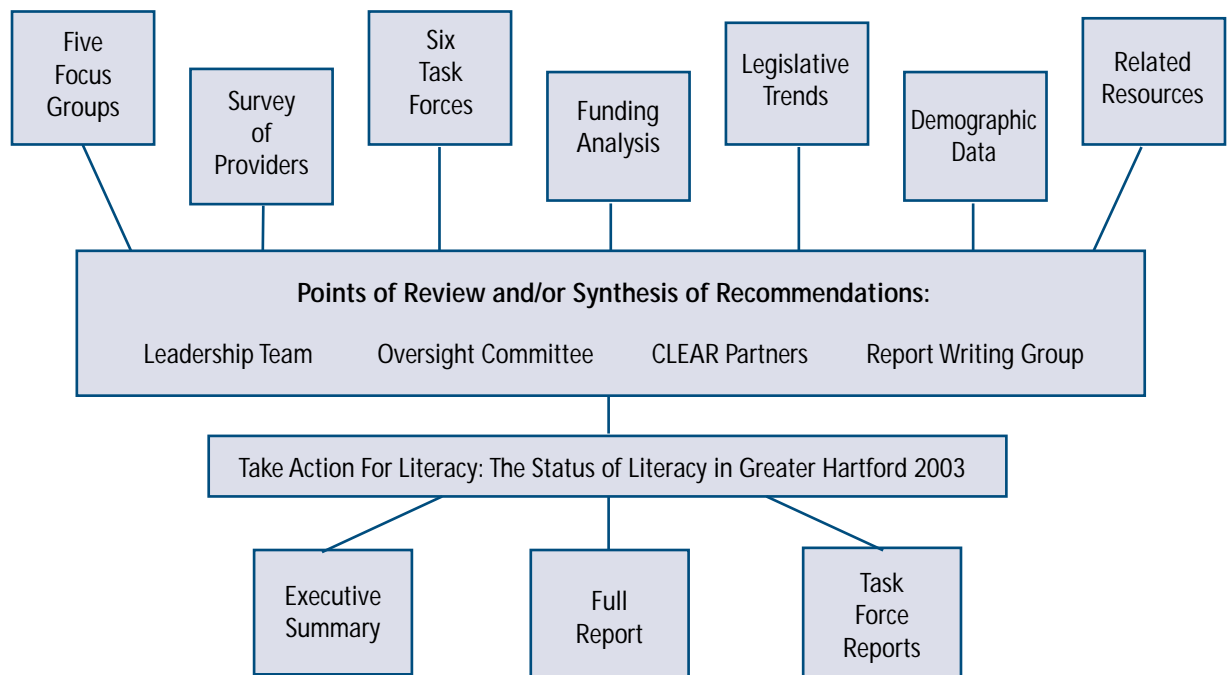 Five
Focus
Groups
Survey
of
Providers
Six
Task
Forces
Funding
Analysis
Legislative
Trends
Demographic
Data
Related
Resources
Points of Review and/or Synthesis of Recommendations:
Leadership Team Oversight Committee CLEAR Partners Report Writing Group
Take Action For Literacy: The Status of Literacy in Greater Hartford 2003
Executive
Summary
Full
Report
Task
Force
Reports